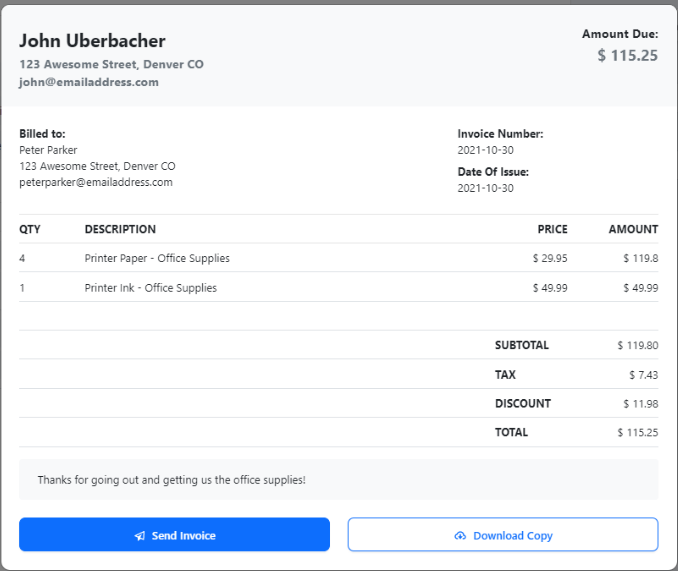 John Uberbacher
123 Awesome Street, Denver CO
john@emailaddress.com
Amount Due:
$ 115.25
Billed to:
Peter Parker
123 Awesome Street, Denver CO
peterparker@emailaddress.com
Invoice Number:
2021-10-30
Date Of Issue:
2021-10-30
QTY DESCRIPTION PRICE AMOUNT
4 Printer Paper - Office Supplies $ 29.95 $ 119.8
1 Printer Ink - Office Supplies $ 49.99 $ 49.99
SUBTOTAL $ 119.80
TAX $ 7.43
DISCOUNT $ 11.98
TOTAL $ 115.25
Thanks for going out and getting us the office supplies!
Send Invoice
Download Copy